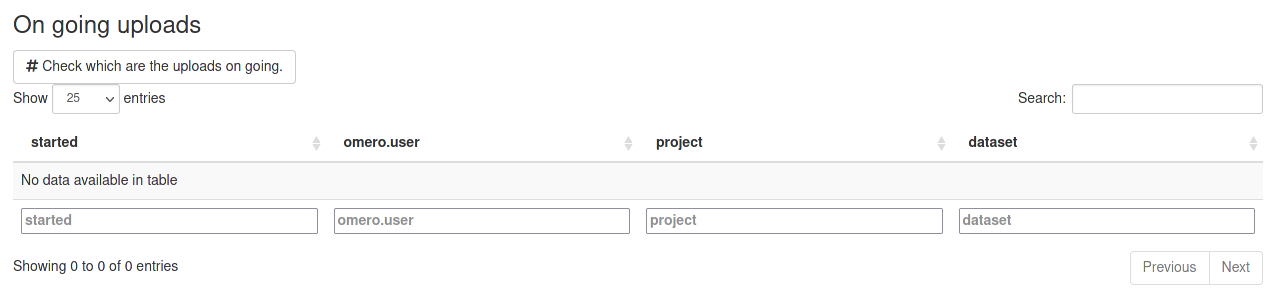 On going uploads
# Check which are the uploads on going.
Show 25 entries Search:
started omero.user project dataset
No data available in table
started omero.user project dataset
Showing 0 to 0 of 0 entries Previous Next